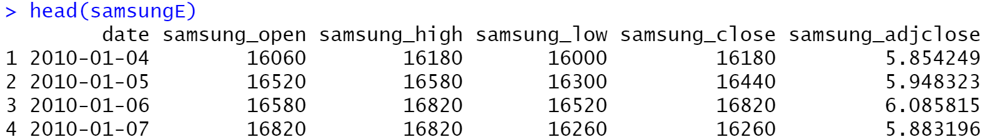 > head(samsungE)
date samsung_open samsung_high samsung_low samsung_close samsung_adjclose
1 2010-01-04 16060 16180 16000 16180 5.854249
2 2010-01-05 16520 16580 16300 16440 5.948323
3 2010-01-06 16580 16820 16520 16820 6.085815
4 2010-01-07 16820 16820 16260 16260 5.883196